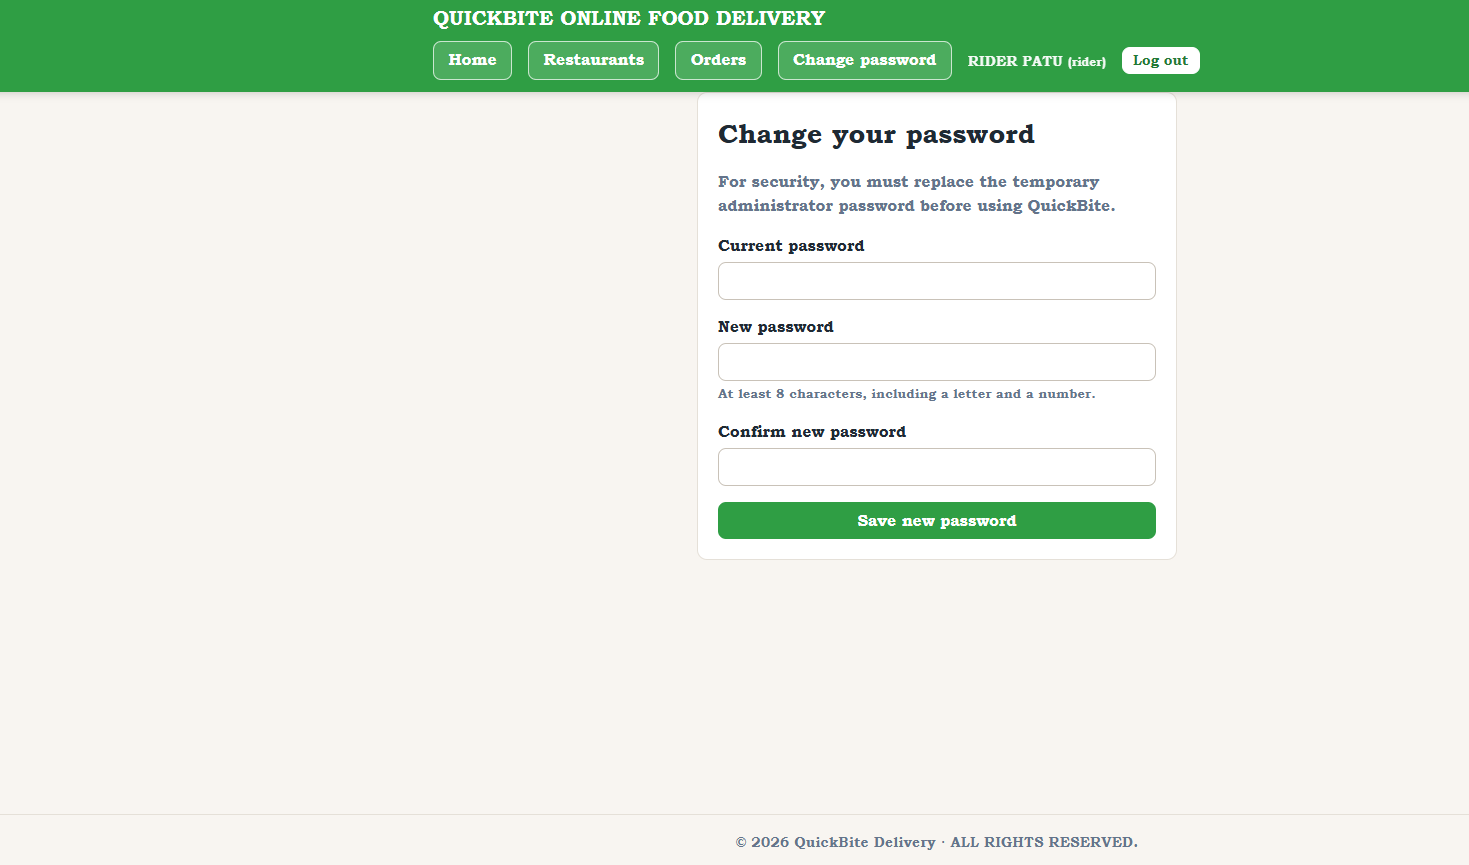 QUICKBITE ONLINE FOOD DELIVERY
Home Restaurants Orders Change password RIDER PATU (rider) Log out
Change your password
For security, you must replace the temporary
administrator password before using QuickBite.
Current password
New password
At least 8 characters, including a letter and a number.
Confirm new password
Save new password
© 2026 QuickBite Delivery · ALL RIGHTS RESERVED.